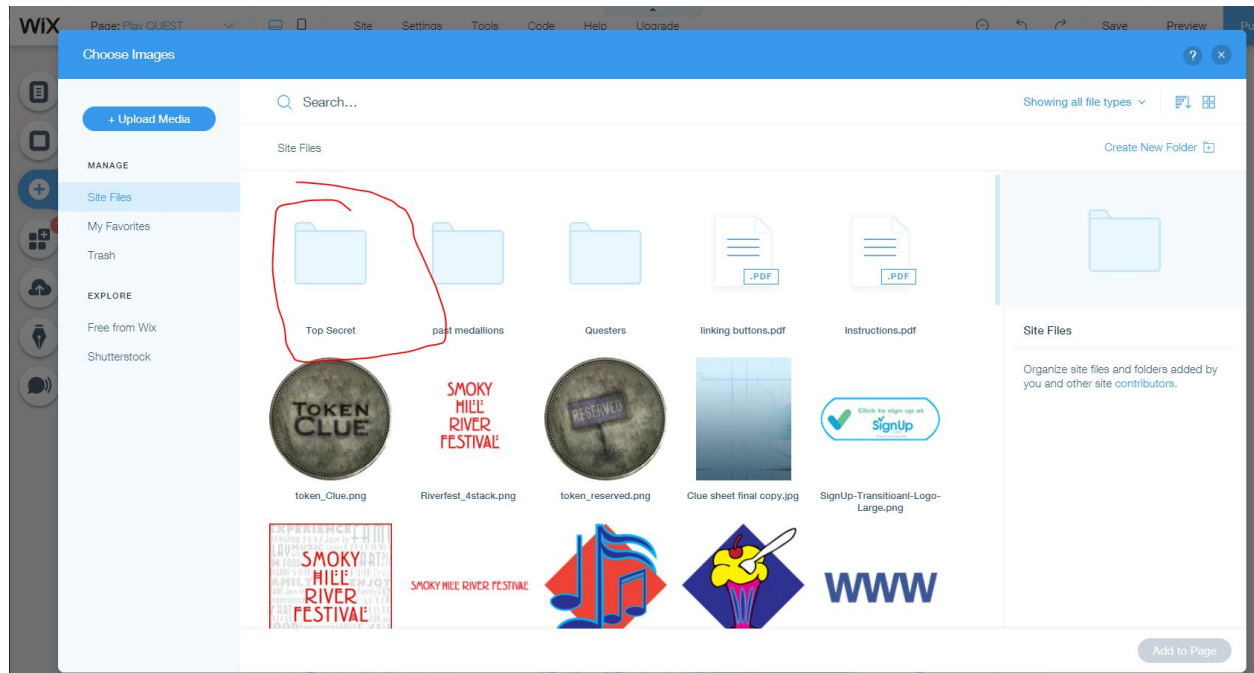 WiX
Page: Play QUEST
Site
Settings
Tools
Code
Help
Upgrade
Save
Preview
Pu
Choose Images
?
+ Upload Media
MANAGE
Site Files
My Favorites
Trash
EXPLORE
Free from Wix
Shutterstock
Search...
Showing all file types
Site Files
Create New Folder
.PDF
.PDF
Top Secret
past medallions
Questers
linking buttons.pdf
Instructions.pdf
TOKEN
CLUE
SMOKY
HILL
RIVER
FESTIVAL
RESERVED
Click to sign up at
SignUp
token_Clue.png
Riverfest_4stack.png
token_reserved.png
Clue sheet final copy.jpg
SignUp-Transitioanl-Logo-
Large.png
EXPERIENCE
SMOKY
HILL
RIVER
FESTIVAL
SMOKY HILL RIVER FESTIVAL
WWW
Site Files
Organize site files and folders added by
you and other site contributors.
Add to Page